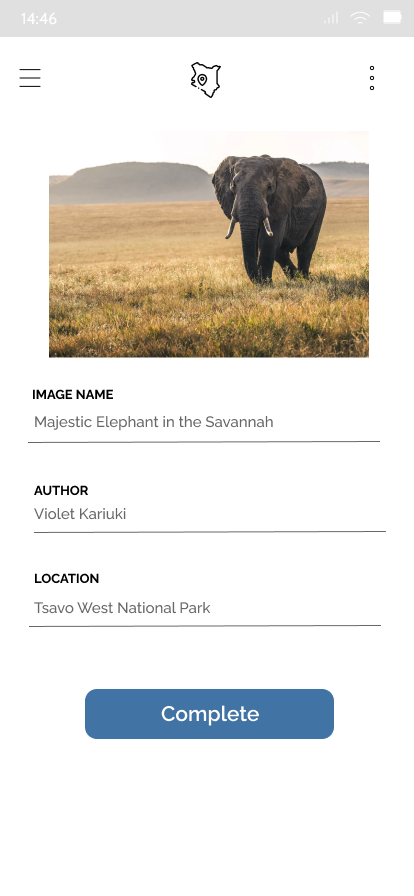 14:46
IMAGE NAME
Majestic Elephant in the Savannah
AUTHOR
Violet Kariuki
LOCATION
Tsavo West National Park
Complete